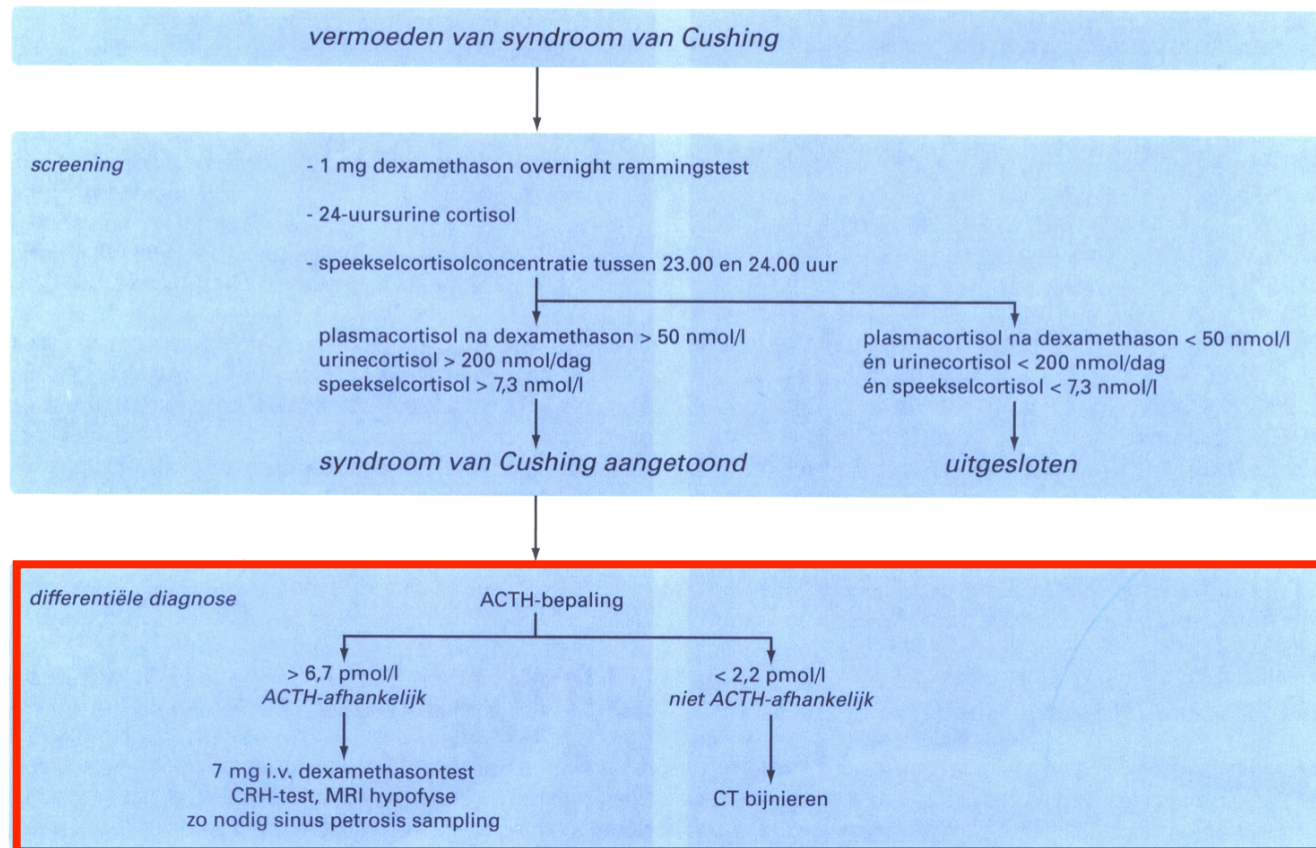 vermoeden van syndroom van Cushing
screening
- 1 mg dexamethason overnight remmingstest
- 24-uursurine cortisol
- speekselcortisolconcentratie tussen 23.00 en 24.00 uur
plasmacortisol na dexamethason > 50 nmol/l
urinecortisol > 200 nmol/dag
speekselcortisol > 7,3 nmol/l
plasmacortisol na dexamethason < 50 nmol/l
én urinecortisol < 200 nmol/dag
én speekselcortisol < 7,3 nmol/l
syndroom van Cushing aangetoond
uitgesloten
differentiële diagnose
ACTH-bepaling
> 6,7 pmol/l
ACTH-afhankelijk
< 2,2 pmol/l
niet ACTH-afhankelijk
7 mg i.v. dexamethasontest
CRH-test, MRI hypofyse
zo nodig sinus petrosis sampling
CT bijnieren